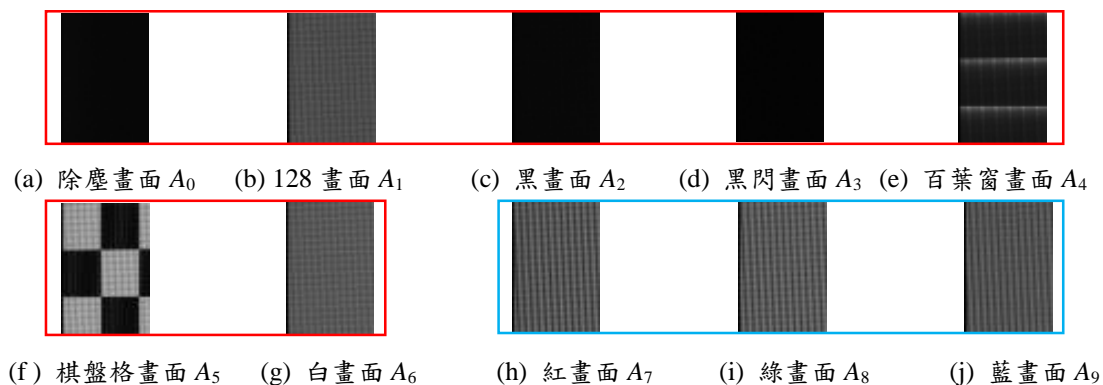 (a) 除塵畫面 A0 (b) 128 畫面 A1 (c) 黑畫面 A2 (d) 黑閃畫面 A3 (e) 百葉窗畫面 A4
(f) 棋盤格畫面 A5 (g) 白畫面 A6 (h) 紅畫面 A7 (i) 綠畫面 A8 (j) 藍畫面 A9